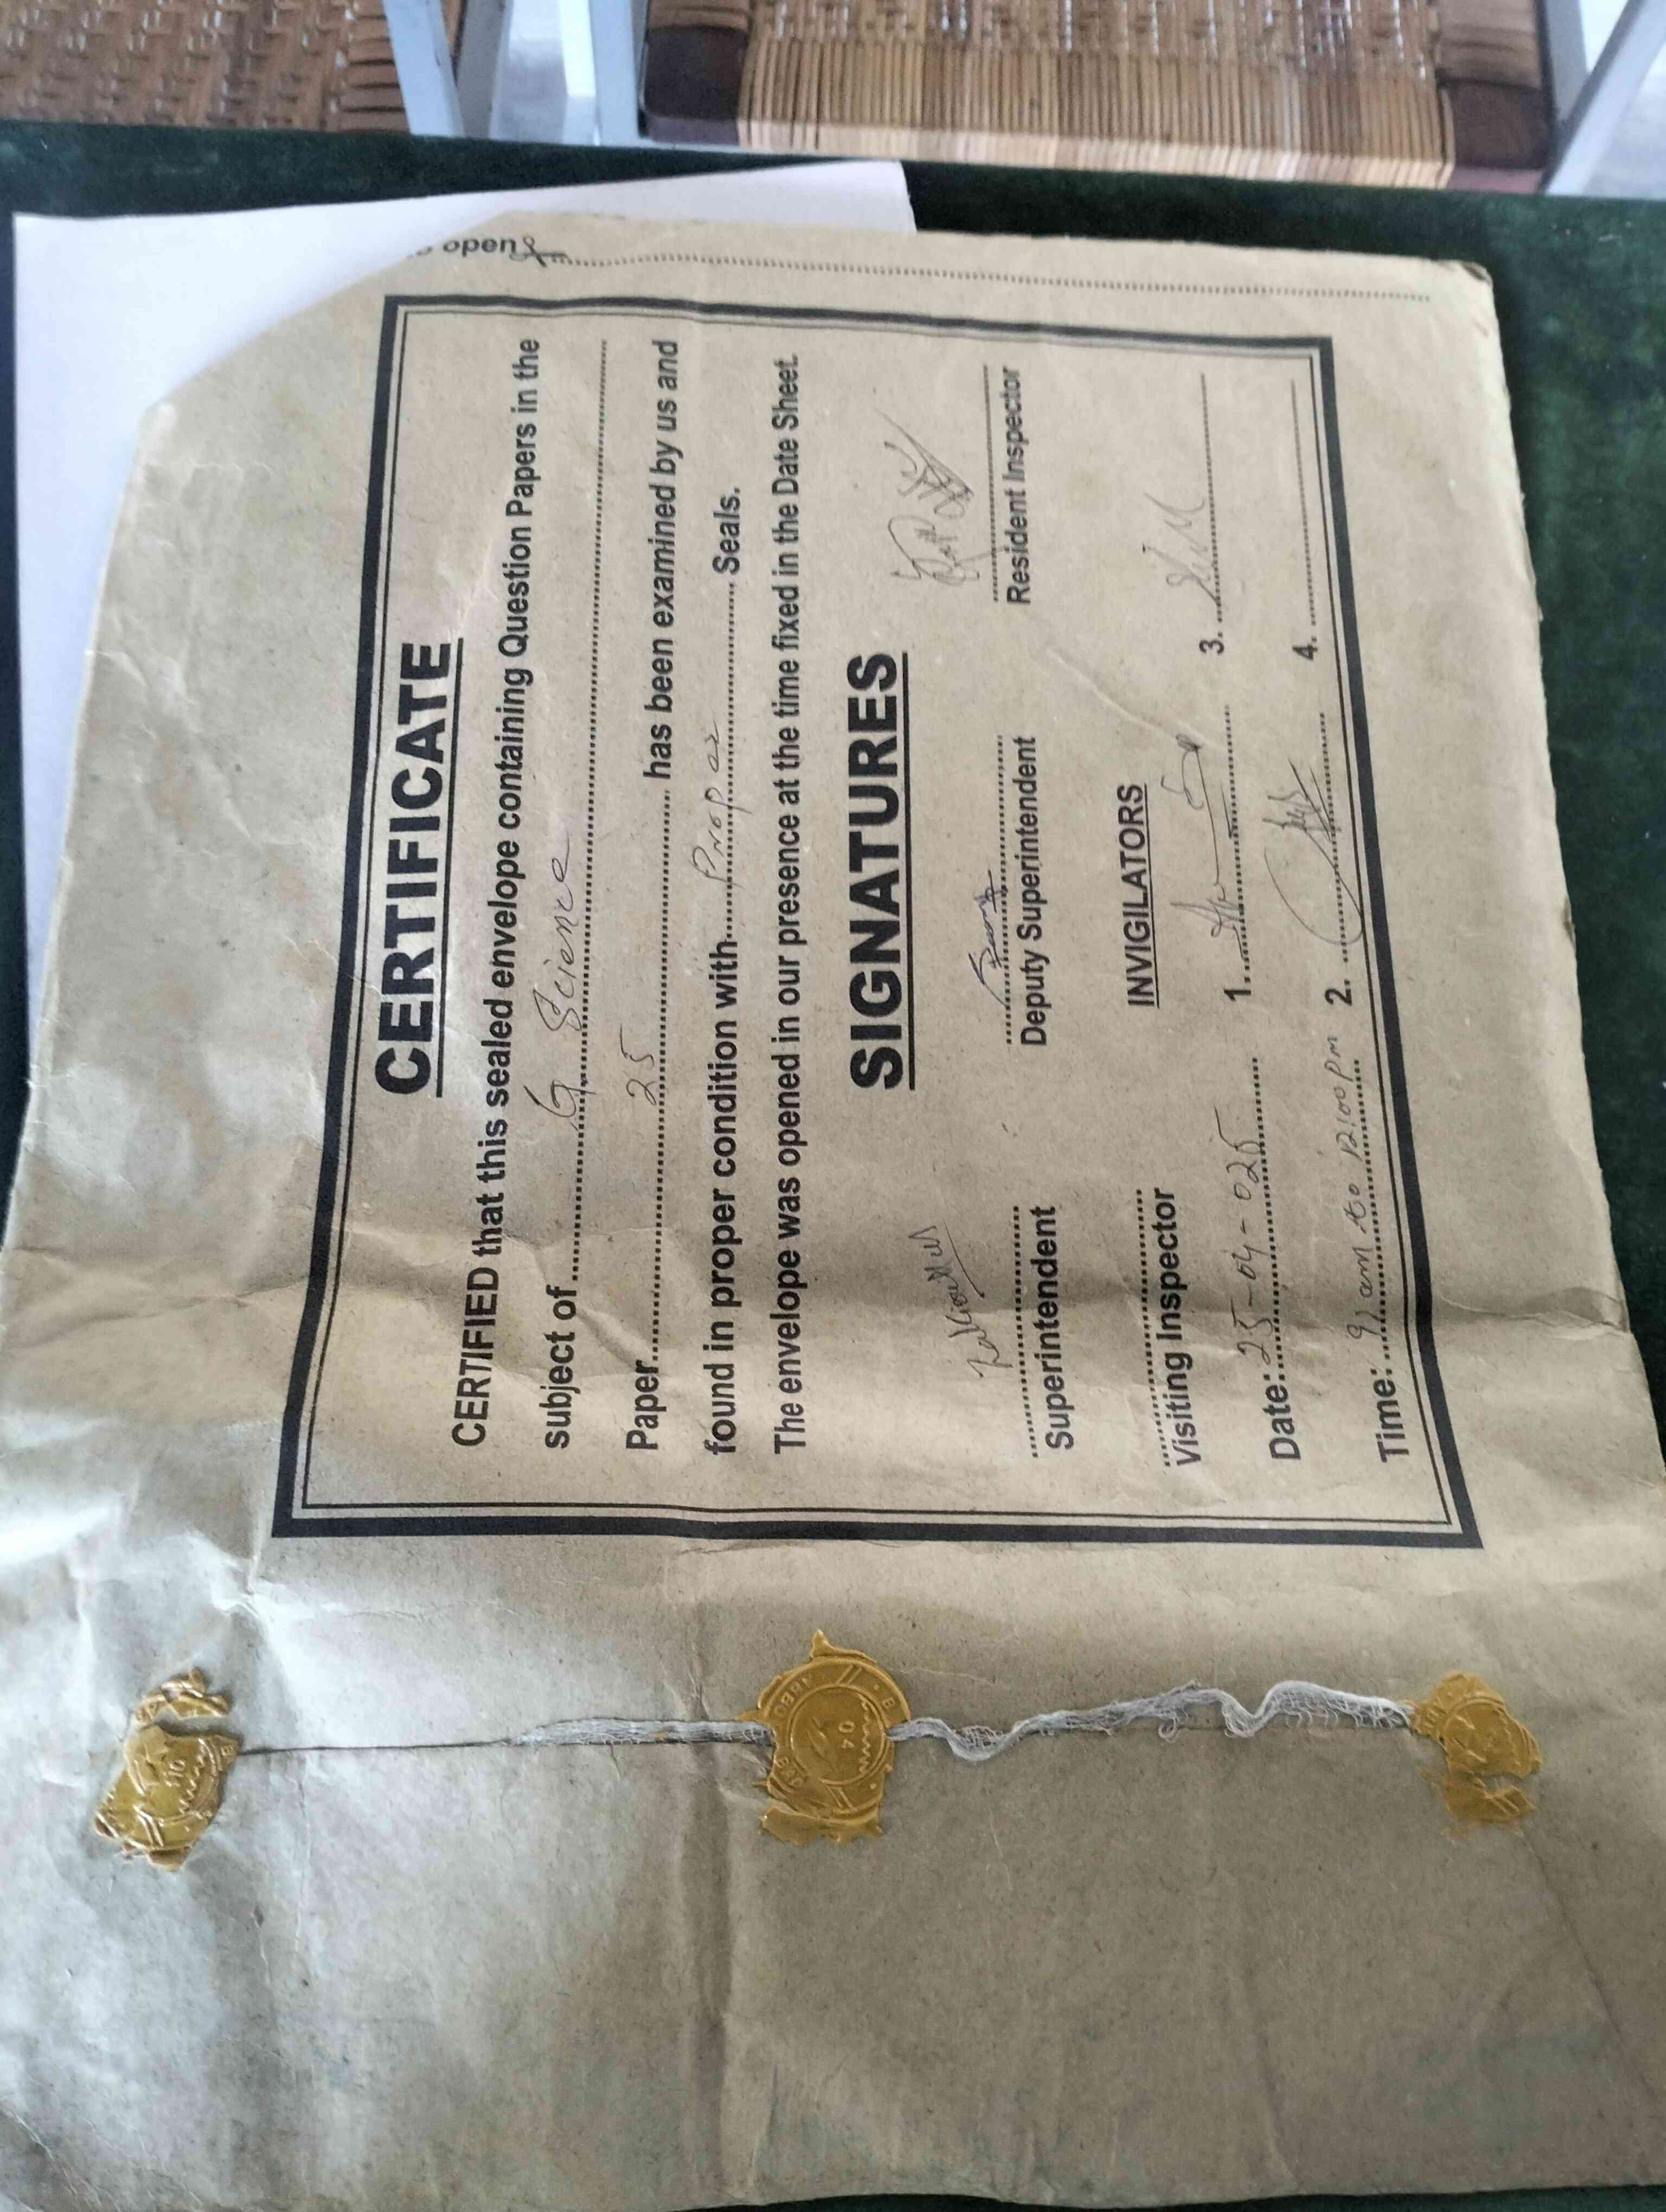 open
CERTIFICATE
CERTIFIED that this sealed envelope containing Question Papers in the
subject of G Science
Paper 25 has been examined by us and
found in proper condition with Proper Seals.
The envelope was opened in our presence at the time fixed in the Date Sheet.
SIGNATURES
Superintendent
Deputy Superintendent
Resident Inspector
Visiting Inspector
INVIGILATORS
Date: 25-04-025
1.
3.
Time: 9 am to 12:00 Pm
2.
4.
04